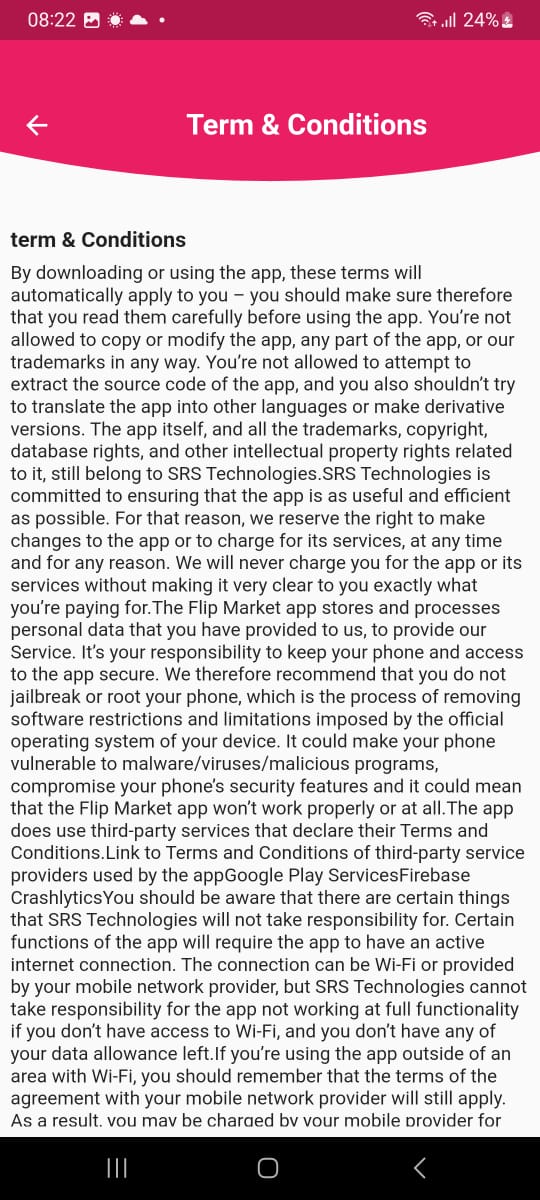 08:22
24%
Term & Conditions
term & Conditions
By downloading or using the app, these terms will
automatically apply to you – you should make sure therefore
that you read them carefully before using the app. You’re not
allowed to copy or modify the app, any part of the app, or our
trademarks in any way. You’re not allowed to attempt to
extract the source code of the app, and you also shouldn’t try
to translate the app into other languages or make derivative
versions. The app itself, and all the trademarks, copyright,
database rights, and other intellectual property rights related
to it, still belong to SRS Technologies.SRS Technologies is
committed to ensuring that the app is as useful and efficient
as possible. For that reason, we reserve the right to make
changes to the app or to charge for its services, at any time
and for any reason. We will never charge you for the app or its
services without making it very clear to you exactly what
you’re paying for.The Flip Market app stores and processes
personal data that you have provided to us, to provide our
Service. It’s your responsibility to keep your phone and access
to the app secure. We therefore recommend that you do not
jailbreak or root your phone, which is the process of removing
software restrictions and limitations imposed by the official
operating system of your device. It could make your phone
vulnerable to malware/viruses/malicious programs,
compromise your phone’s security features and it could mean
that the Flip Market app won’t work properly or at all.The app
does use third-party services that declare their Terms and
Conditions.Link to Terms and Conditions of third-party service
providers used by the appGoogle Play ServicesFirebase
CrashlyticsYou should be aware that there are certain things
that SRS Technologies will not take responsibility for. Certain
functions of the app will require the app to have an active
internet connection. The connection can be Wi-Fi or provided
by your mobile network provider, but SRS Technologies cannot
take responsibility for the app not working at full functionality
if you don’t have access to Wi-Fi, and you don’t have any of
your data allowance left.If you’re using the app outside of an
area with Wi-Fi, you should remember that the terms of the
agreement with your mobile network provider will still apply.
As a result, you may be charged by your mobile provider for